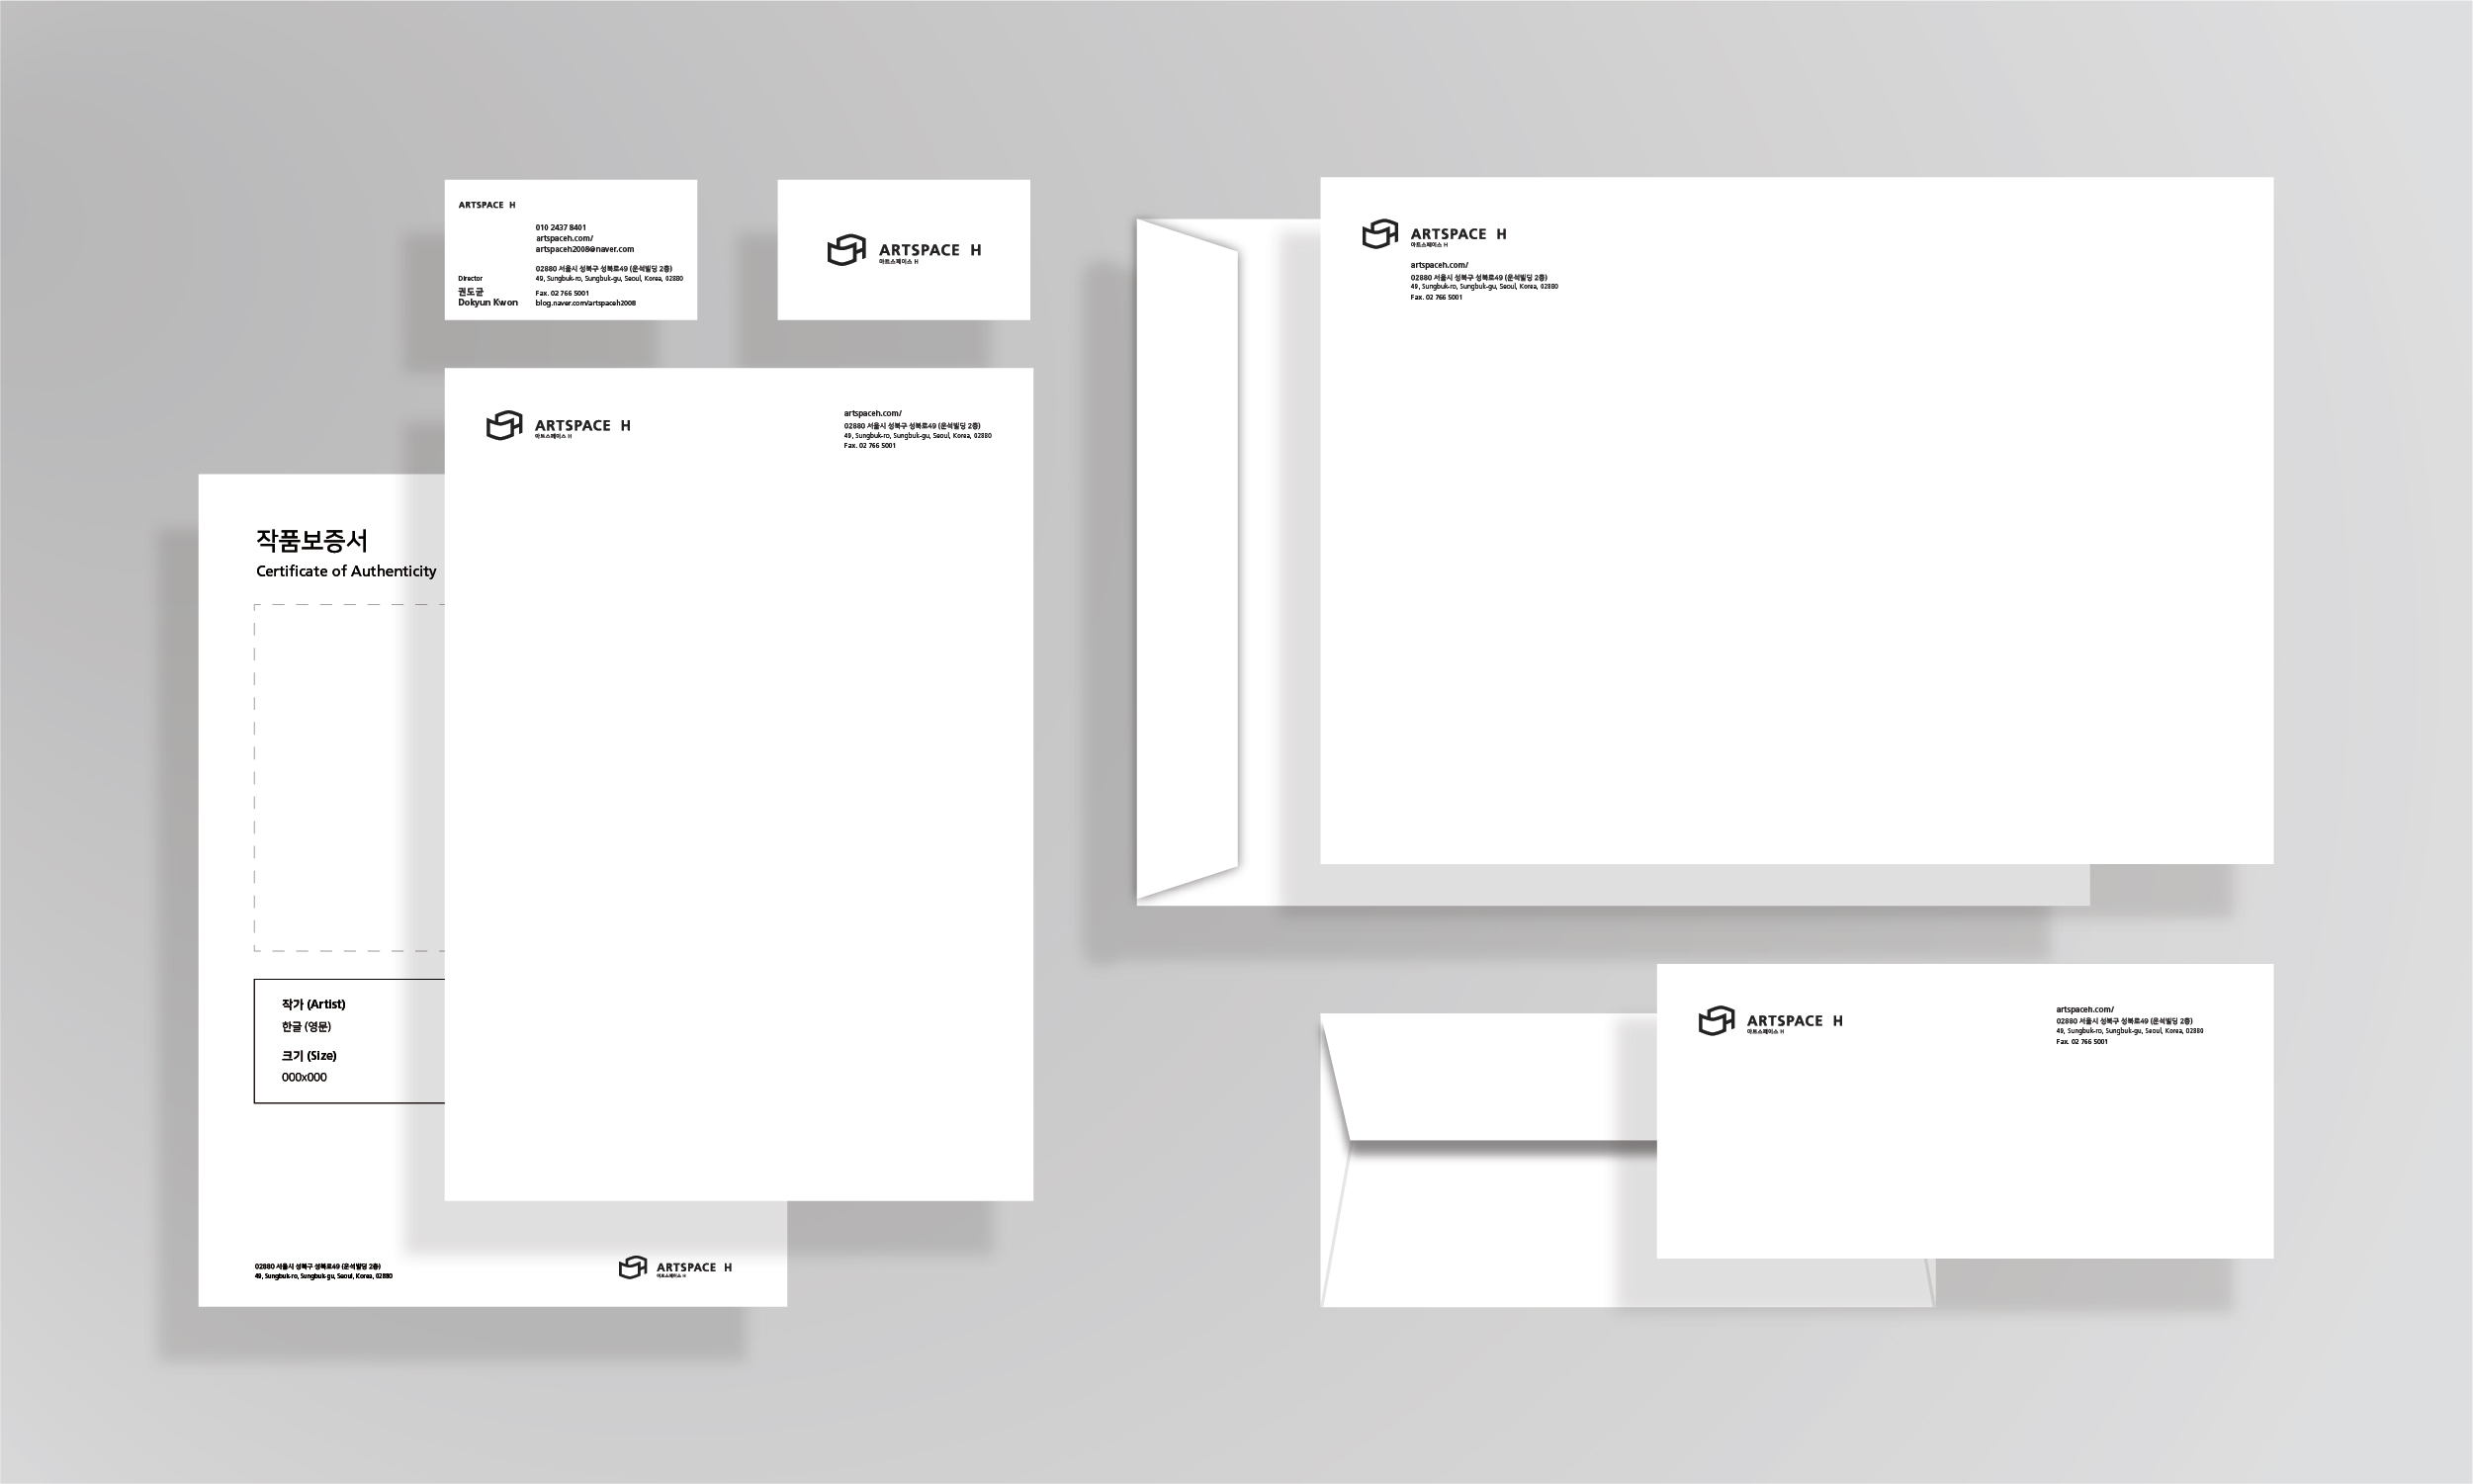 ARTSPACE H
010 2437 8401
artspaceh.com/
artspaceh2008@naver.com
02880 서울시 성북구 성북로49 (운석빌딩 2층)
49, Sungbuk-ro, Sungbuk-gu, Seoul, Korea, 02880
Director
권도균
Dokyun Kwon
Fax. 02 766 5001
blog.naver.com/artspaceh2008
ARTSPACE H
아트스페이스 H
ARTSPACE H
아트스페이스 H
artspaceh.com/
02880 서울시 성북구 성북로49 (운석빌딩 2층)
49, Sungbuk-ro, Sungbuk-gu, Seoul, Korea, 02880
Fax. 02 766 5001
작품보증서
Certificate of Authenticity
작가 (Artist)
한글 (영문)
크기 (Size)
000x000
02880 서울시 성북구 성북로49 (운석빌딩 2층)
49, Sungbuk-ro, Sungbuk-gu, Seoul, Korea, 02880
ARTSPACE H
아트스페이스 H
ARTSPACE H
아트스페이스 H
artspaceh.com/
02880 서울시 성북구 성북로49 (운석빌딩 2층)
49, Sungbuk-ro, Sungbuk-gu, Seoul, Korea, 02880
Fax. 02 766 5001
ARTSPACE H
아트스페이스 H
artspaceh.com/
02880 서울시 성북구 성북로49 (운석빌딩 2층)
49, Sungbuk-ro, Sungbuk-gu, Seoul, Korea, 02880
Fax. 02 766 5001